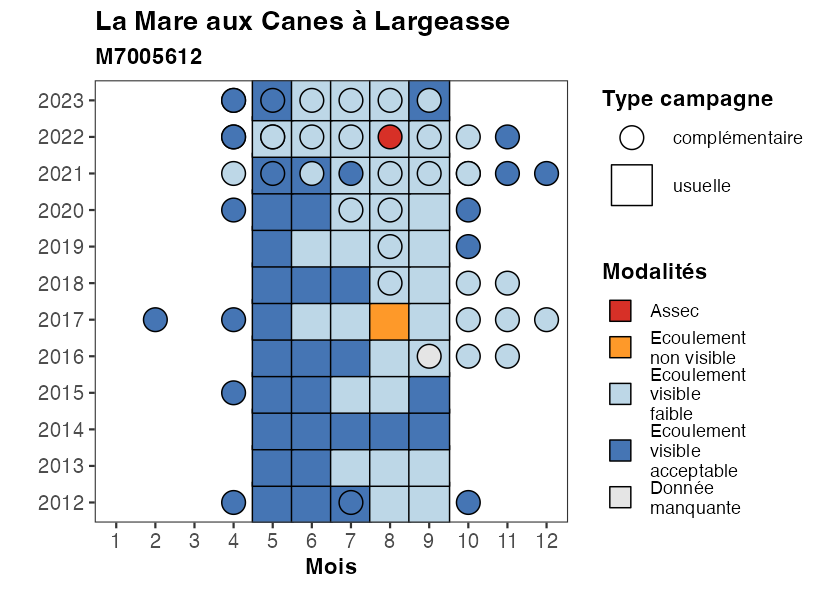 La Mare aux Canes à Largeasse
M7005612
2023
2022
2021
2020
2019
2018
2017
2016
2015
2014
2013
2012
1 2 3 4 5 6 7 8 9 10 11 12
Mois
Type campagne
complémentaire
usuelle
Modalités
Assec
Ecoulement
non visible
Ecoulement
visible
faible
Ecoulement
visible
acceptable
Donnée
manquante